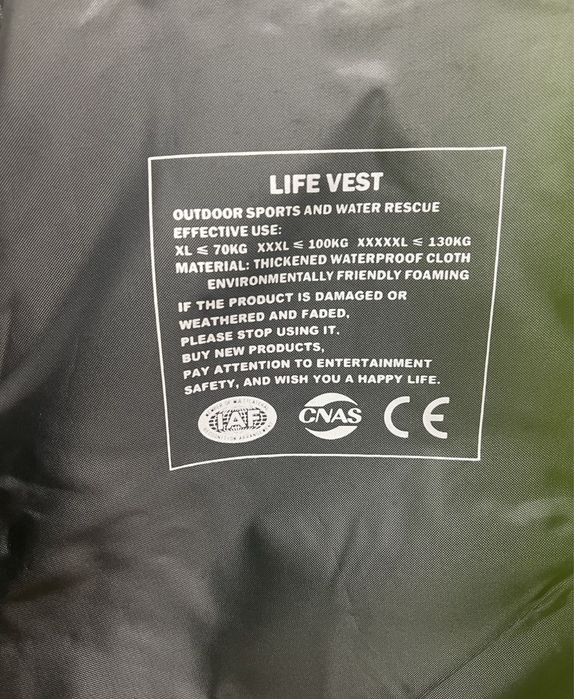 LIFE VEST
OUTDOOR SPORTS AND WATER RESCUE
EFFECTIVE USE:
XL ≤ 70KG XXXL ≤ 100KG XXXXXL ≤ 130KG
MATERIAL: THICKENED WATERPROOF CLOTH
ENVIRONMENTALLY FRIENDLY FOAMING
IF THE PRODUCT IS DAMAGED OR
WEATHERED AND FADED,
PLEASE STOP USING IT.
BUY NEW PRODUCTS,
PAY ATTENTION TO ENTERTAINMENT
SAFETY, AND WISH YOU A HAPPY LIFE.
IAF CNAS CE